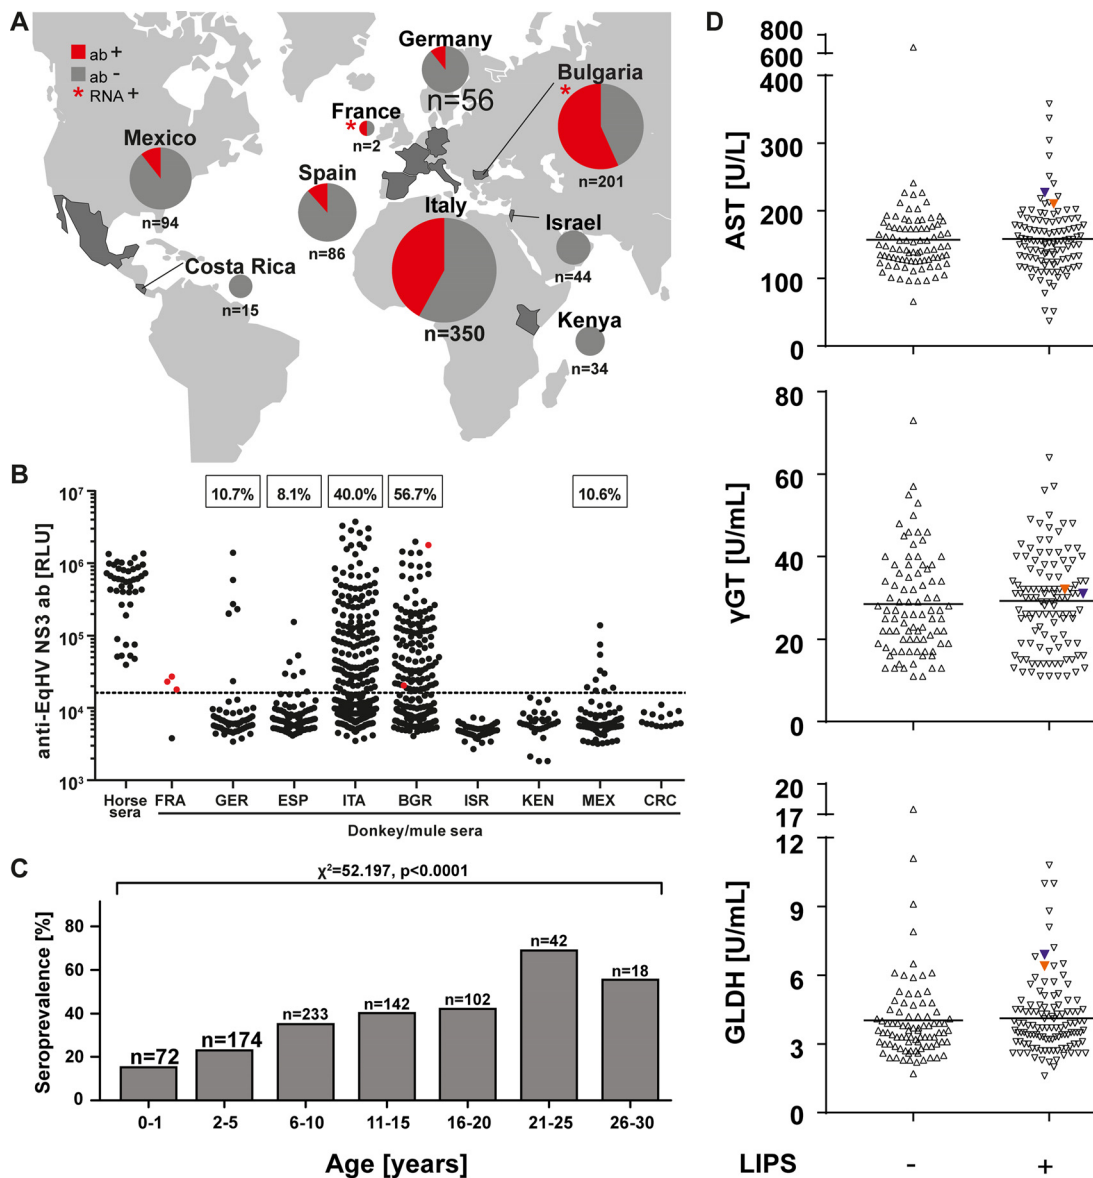 A
ab +
ab -
* RNA +
Germany
n=56
Bulgaria
*
n=201
France
*
n=2
Mexico
n=94
Spain
n=86
Italy
n=350
Israel
n=44
Costa Rica
n=15
Kenya
n=34
B
10.7% 8.1% 40.0% 56.7% 10.6%
anti-EqHV NS3 ab [RLU]
10⁷
10⁶
10⁵
10⁴
10³
Horse sera
FRA GER ESP ITA BGR ISR KEN MEX CRC
Donkey/mule sera
C
χ²=52.197, p<0.0001
Seroprevalence [%]
80
60
40
20
0
n=72
n=174
n=233
n=142
n=102
n=42
n=18
0-1 2-5 6-10 11-15 16-20 21-25 26-30
Age [years]
D
AST [U/L]
800
600
400
300
200
100
0
γGT [U/mL]
80
60
40
20
0
GLDH [U/mL]
20
17
12
9
6
3
0
LIPS - +